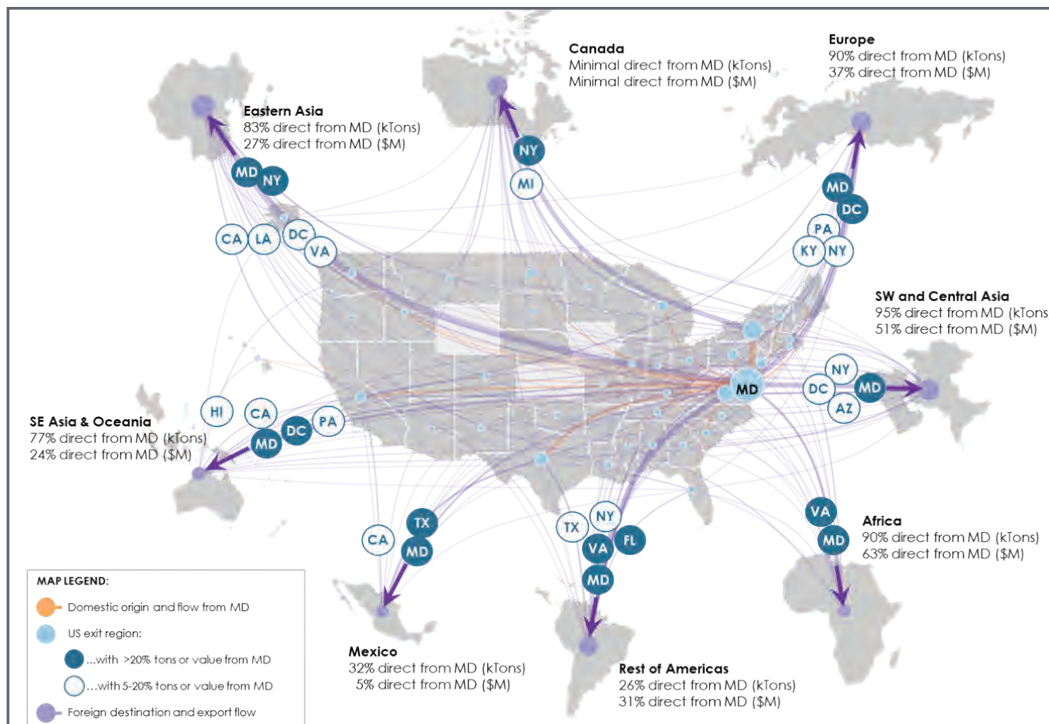 Canada
Minimal direct from MD (kTons)
Minimal direct from MD ($M)
Europe
90% direct from MD (kTons)
37% direct from MD ($M)
Eastern Asia
83% direct from MD (kTons)
27% direct from MD ($M)
MD
NY
CA
LA
DC
VA
NY
MI
MD
DC
PA
KY
NY
SW and Central Asia
95% direct from MD (kTons
51% direct from MD ($M)
MD
NY
DC
MD
AZ
SE Asia & Oceania
77% direct from MD (kTons)
24% direct from MD ($M)
HI
CA
MD
DC
PA
CA
TX
MD
TX
NY
VA
FL
MD
VA
MD
Africa
90% direct from MD (kTons)
63% direct from MD ($M)
Mexico
32% direct from MD (kTons)
5% direct from MD ($M)
Rest of Americas
26% direct from MD (kTons)
31% direct from MD ($M)
MAP LEGEND:
Domestic origin and flow from MD
US exit region:
...with >20% tons or value from MD
...with 5-20% tons or value from MD
Foreign destination and export flow